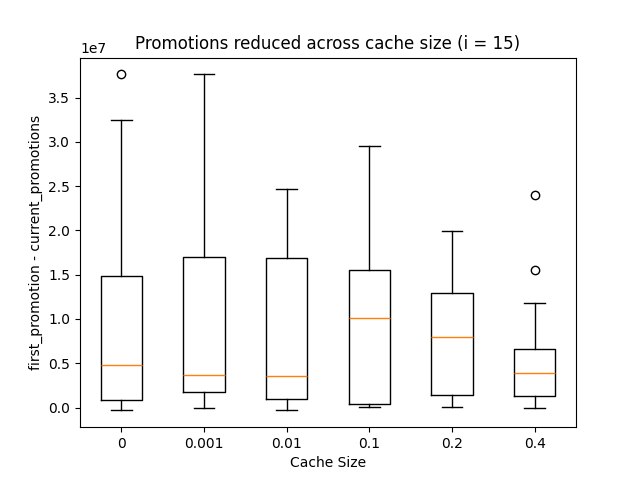 Promotions reduced across cache size (i = 15)
1e7
3.5
3.0
2.5
2.0
1.5
1.0
0.5
0.0
first_promotion - current_promotions
0 0.001 0.01 0.1 0.2 0.4
Cache Size